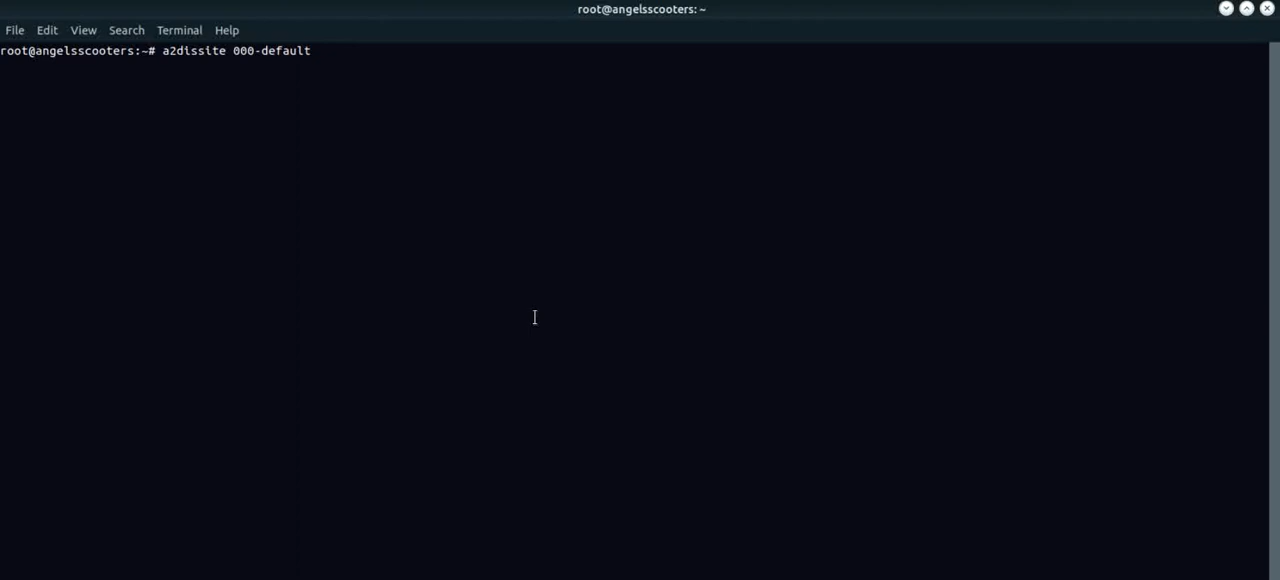 root@angelsscooters: ~
File Edit View Search Terminal Help
root@angelsscooters:~# a2dissite 000-default